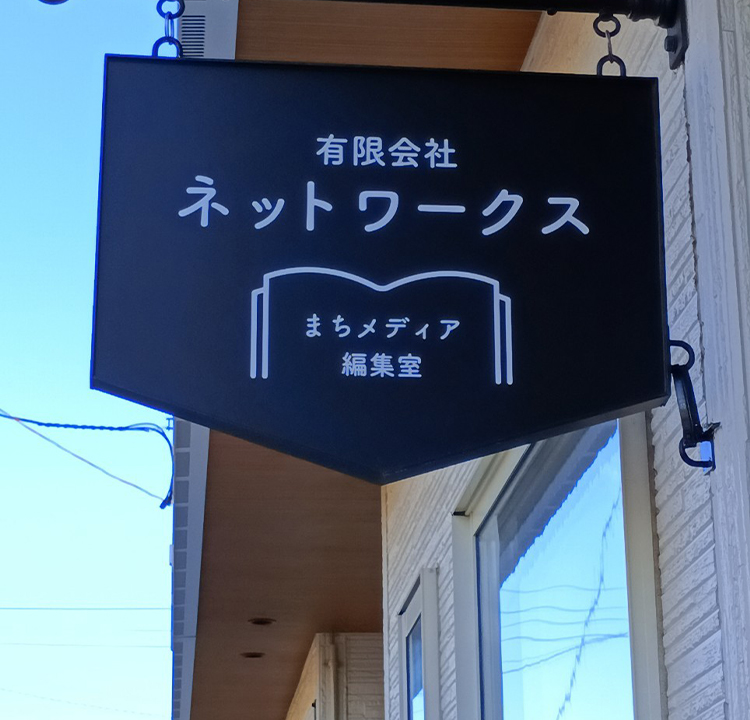 有限会社
ネットワークス
まちメディア
編集室